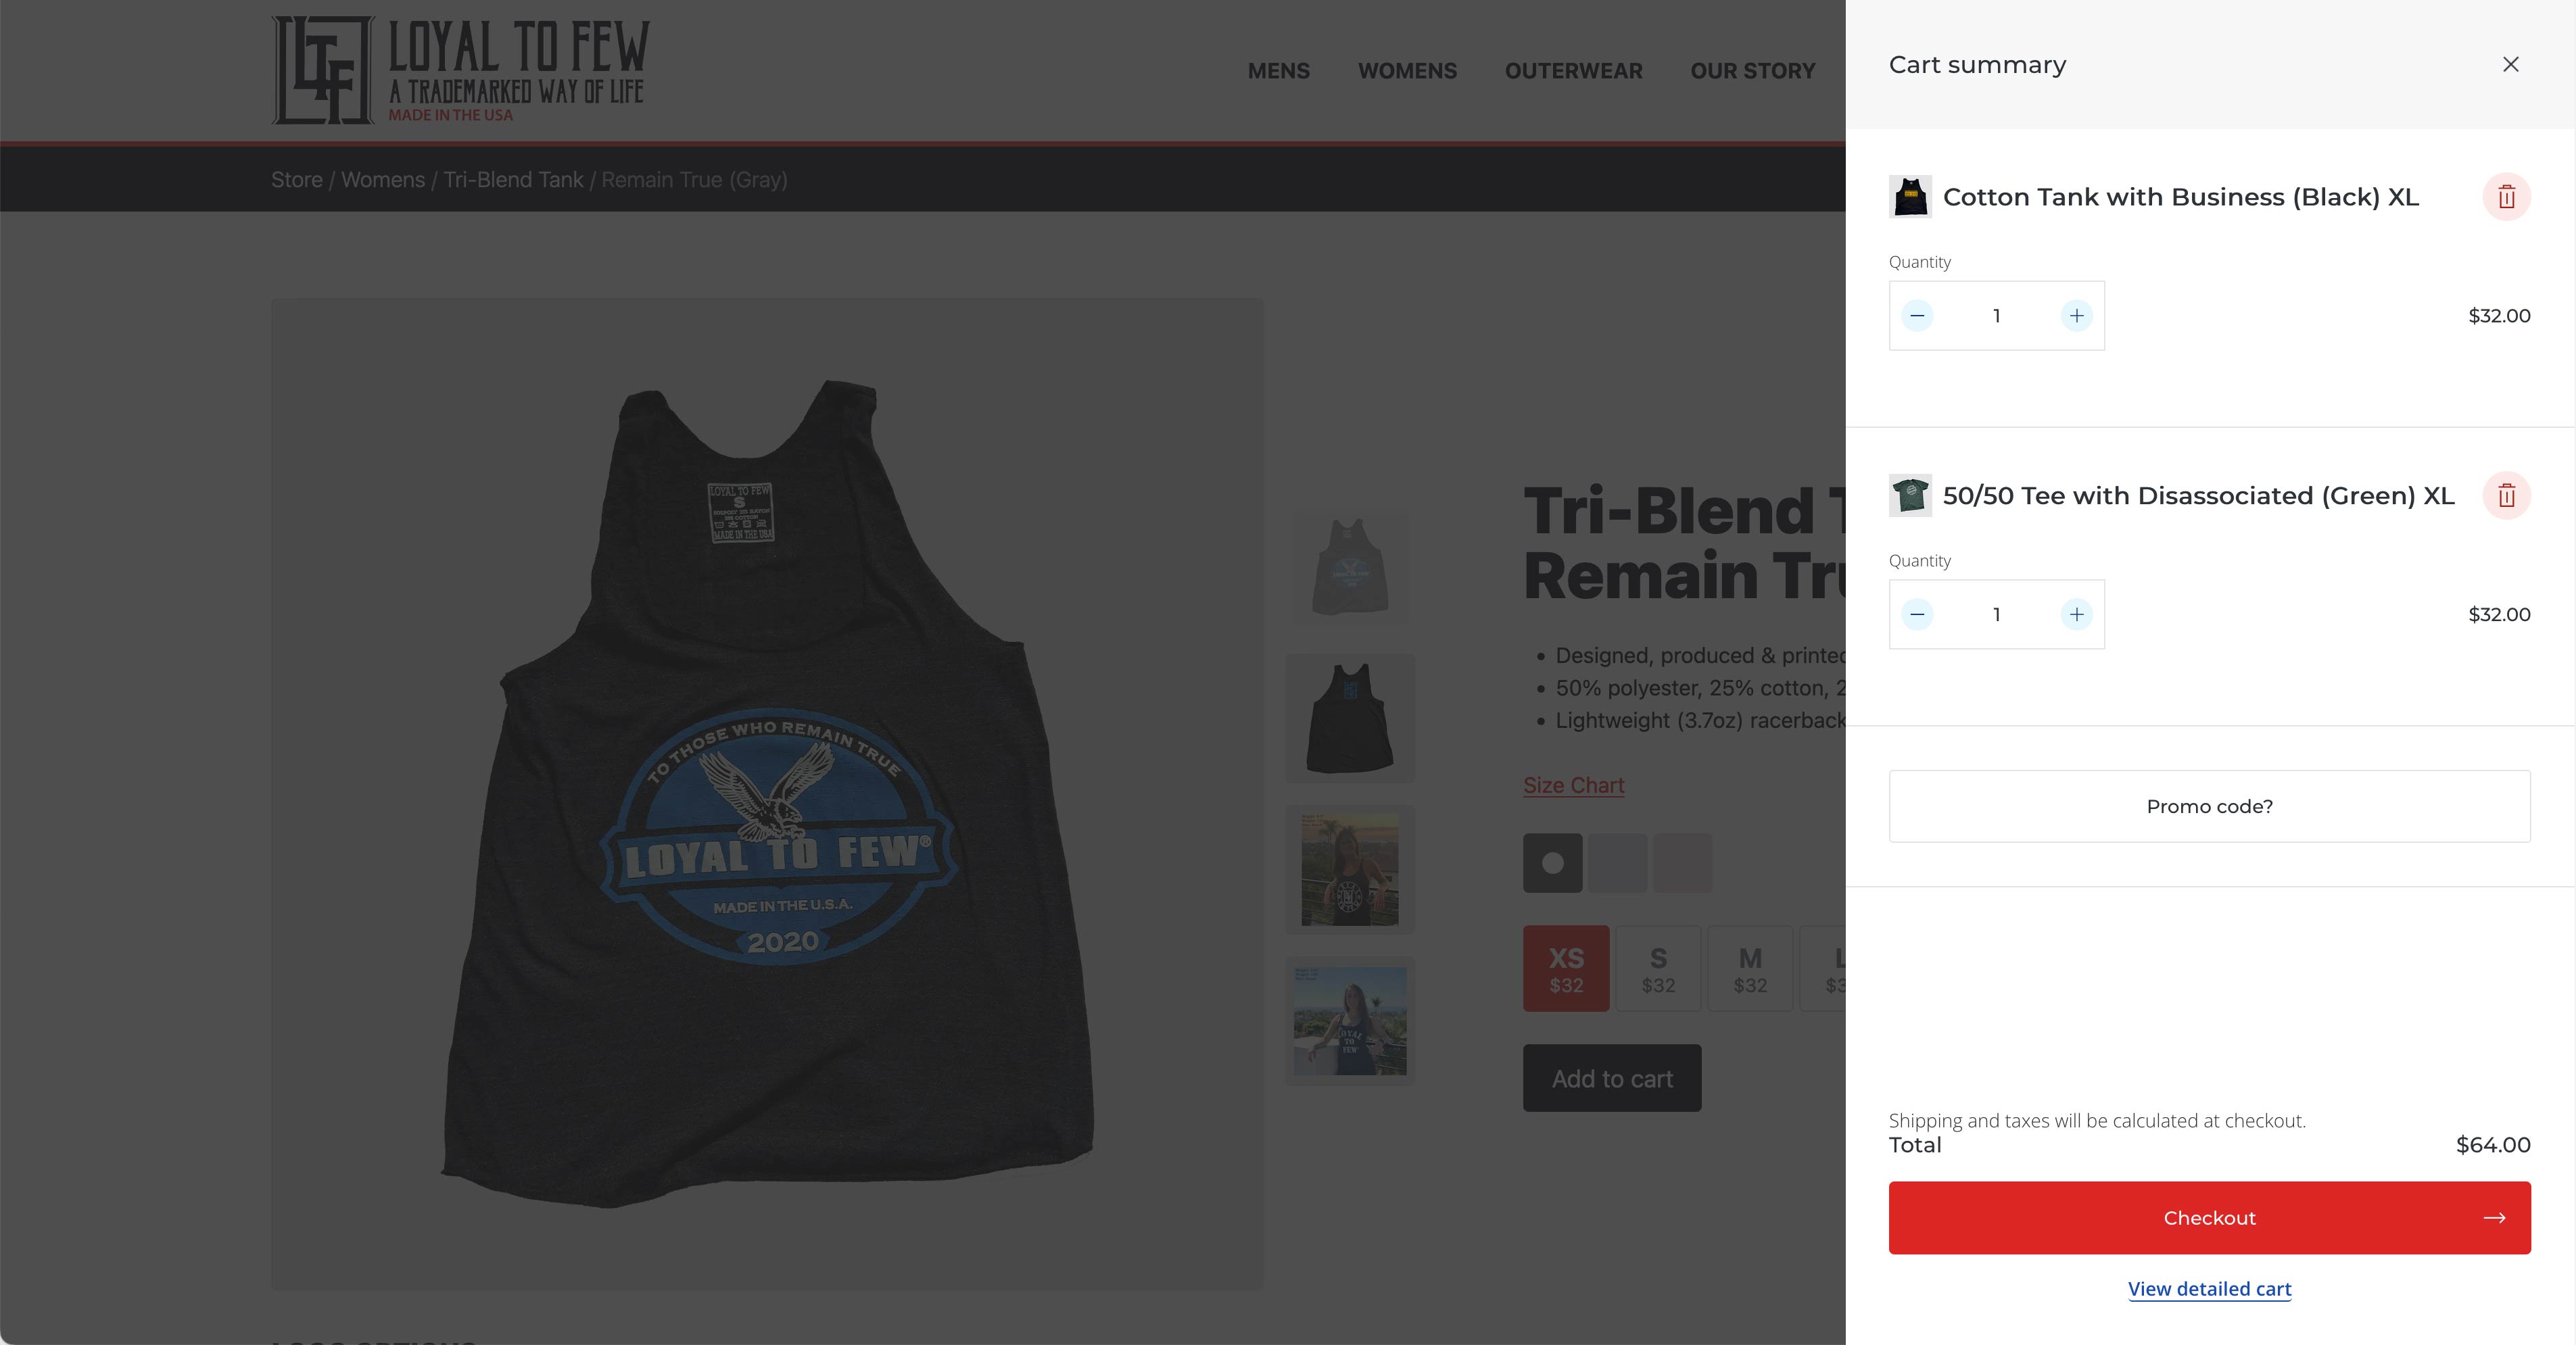 LTF
LOYAL TO FEW
A TRADEMARKED WAY OF LIFE
MADE IN THE USA
MENS WOMENS OUTERWEAR OUR STORY
Store / Womens / Tri-Blend Tank / Remain True (Gray)
LOYAL TO FEW
S
MADE IN THE USA
TO THOSE WHO REMAIN TRUE
LOYAL TO FEW®
MADE IN THE U.S.A.
2020
LOYAL
TO
FEW
Tri-Blend
Remain
Designed, produced & printed
50% polyester, 25% cotton, 2
Lightweight (3.7oz) racerback
Size Chart
XS S M
$32 $32 $32
Add to cart
Cart summary
Cotton Tank with Business (Black) XL
Quantity
1 $32.00
50/50 Tee with Disassociated (Green) XL
Quantity
1 $32.00
Promo code?
Shipping and taxes will be calculated at checkout.
Total $64.00
Checkout
View detailed cart